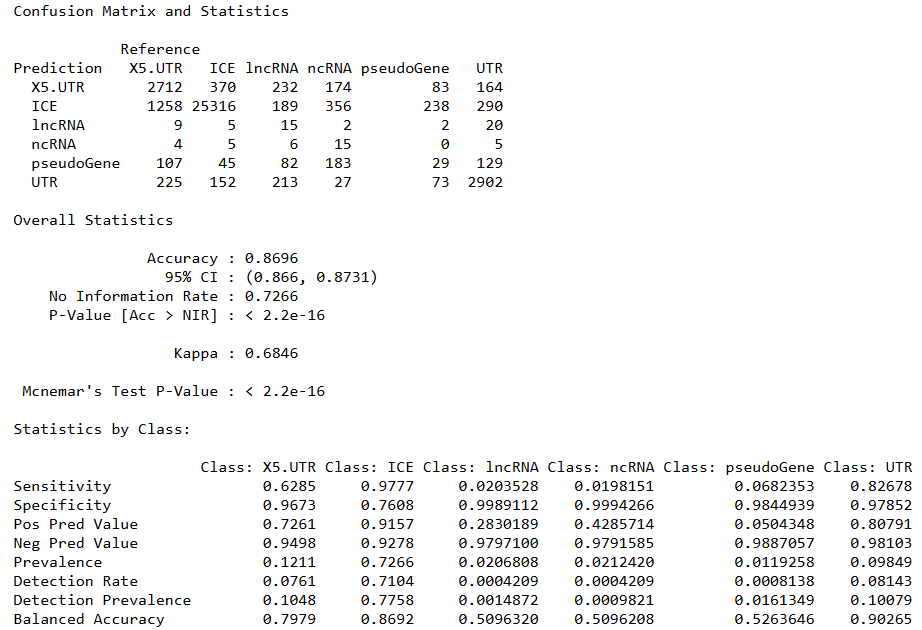 Confusion Matrix and Statistics
Reference
Prediction X5.UTR ICE lncRNA ncRNA pseudoGene UTR
X5.UTR 2712 370 232 174 83 164
ICE 1258 25316 189 356 238 290
lncRNA 9 5 15 2 2 20
ncRNA 4 5 6 15 0 5
pseudoGene 107 45 82 183 29 129
UTR 225 152 213 27 73 2902
Overall Statistics
Accuracy : 0.8696
95% CI : (0.866, 0.8731)
No Information Rate : 0.7266
P-Value [Acc > NIR] : < 2.2e-16
Kappa : 0.6846
Mcnemar's Test P-Value : < 2.2e-16
Statistics by Class:
Class: X5.UTR Class: ICE Class: lncRNA Class: ncRNA Class: pseudoGene Class: UTR
Sensitivity 0.6285 0.9777 0.0203528 0.0198151 0.0682353 0.82678
Specificity 0.9673 0.7608 0.9989112 0.9994266 0.9844939 0.97852
Pos Pred Value 0.7261 0.9157 0.2830189 0.4285714 0.0504348 0.80791
Neg Pred Value 0.9498 0.9278 0.9797100 0.9791585 0.9887057 0.98103
Prevalence 0.1211 0.7266 0.0206808 0.0212420 0.0119258 0.09849
Detection Rate 0.0761 0.7104 0.0004209 0.0004209 0.0008138 0.08143
Detection Prevalence 0.1048 0.7758 0.0014872 0.0009821 0.0161349 0.10079
Balanced Accuracy 0.7979 0.8692 0.5096320 0.5096208 0.5263646 0.90265